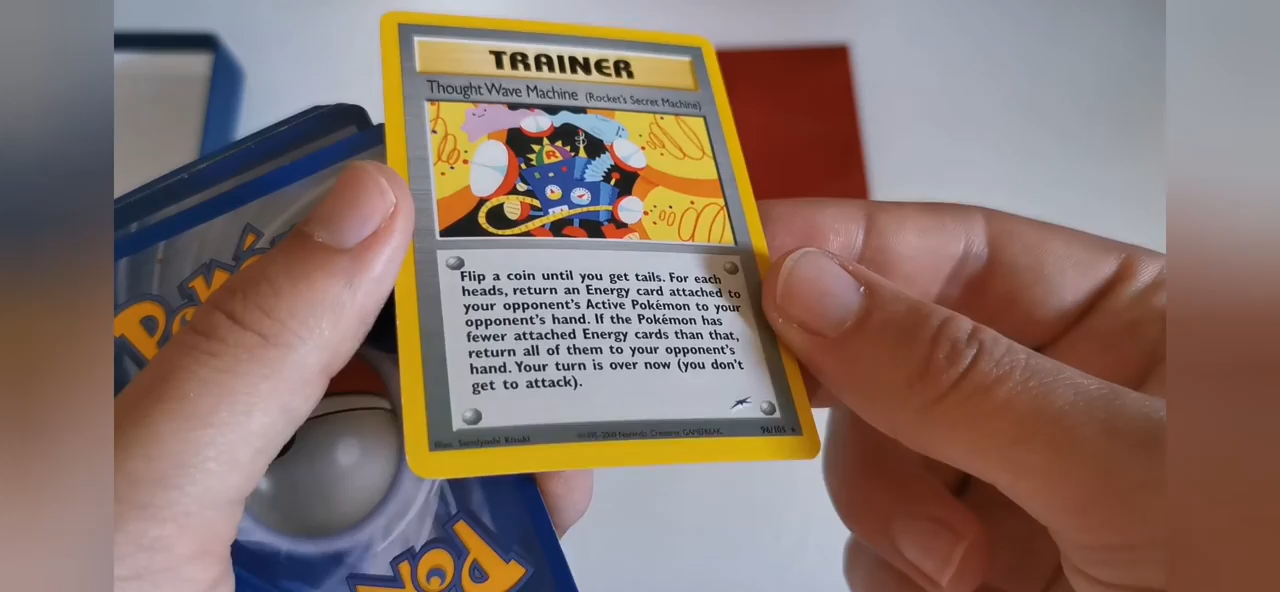 TRAINER
Thought Wave Machine (Rocket's Secret Machine)
R
Flip a coin until you get tails. For each
heads, return an Energy card attached to
your opponent's Active Pokémon to your
opponent's hand. If the Pokémon has
fewer attached Energy cards than that,
return all of them to your opponent's
hand. Your turn is over now (you don't
get to attack).
Illus. Sumiyoshi Kizuki
©1995-2000 Nintendo, Creatures, GAMEFREAK.
96/105 ★
Poké
POK